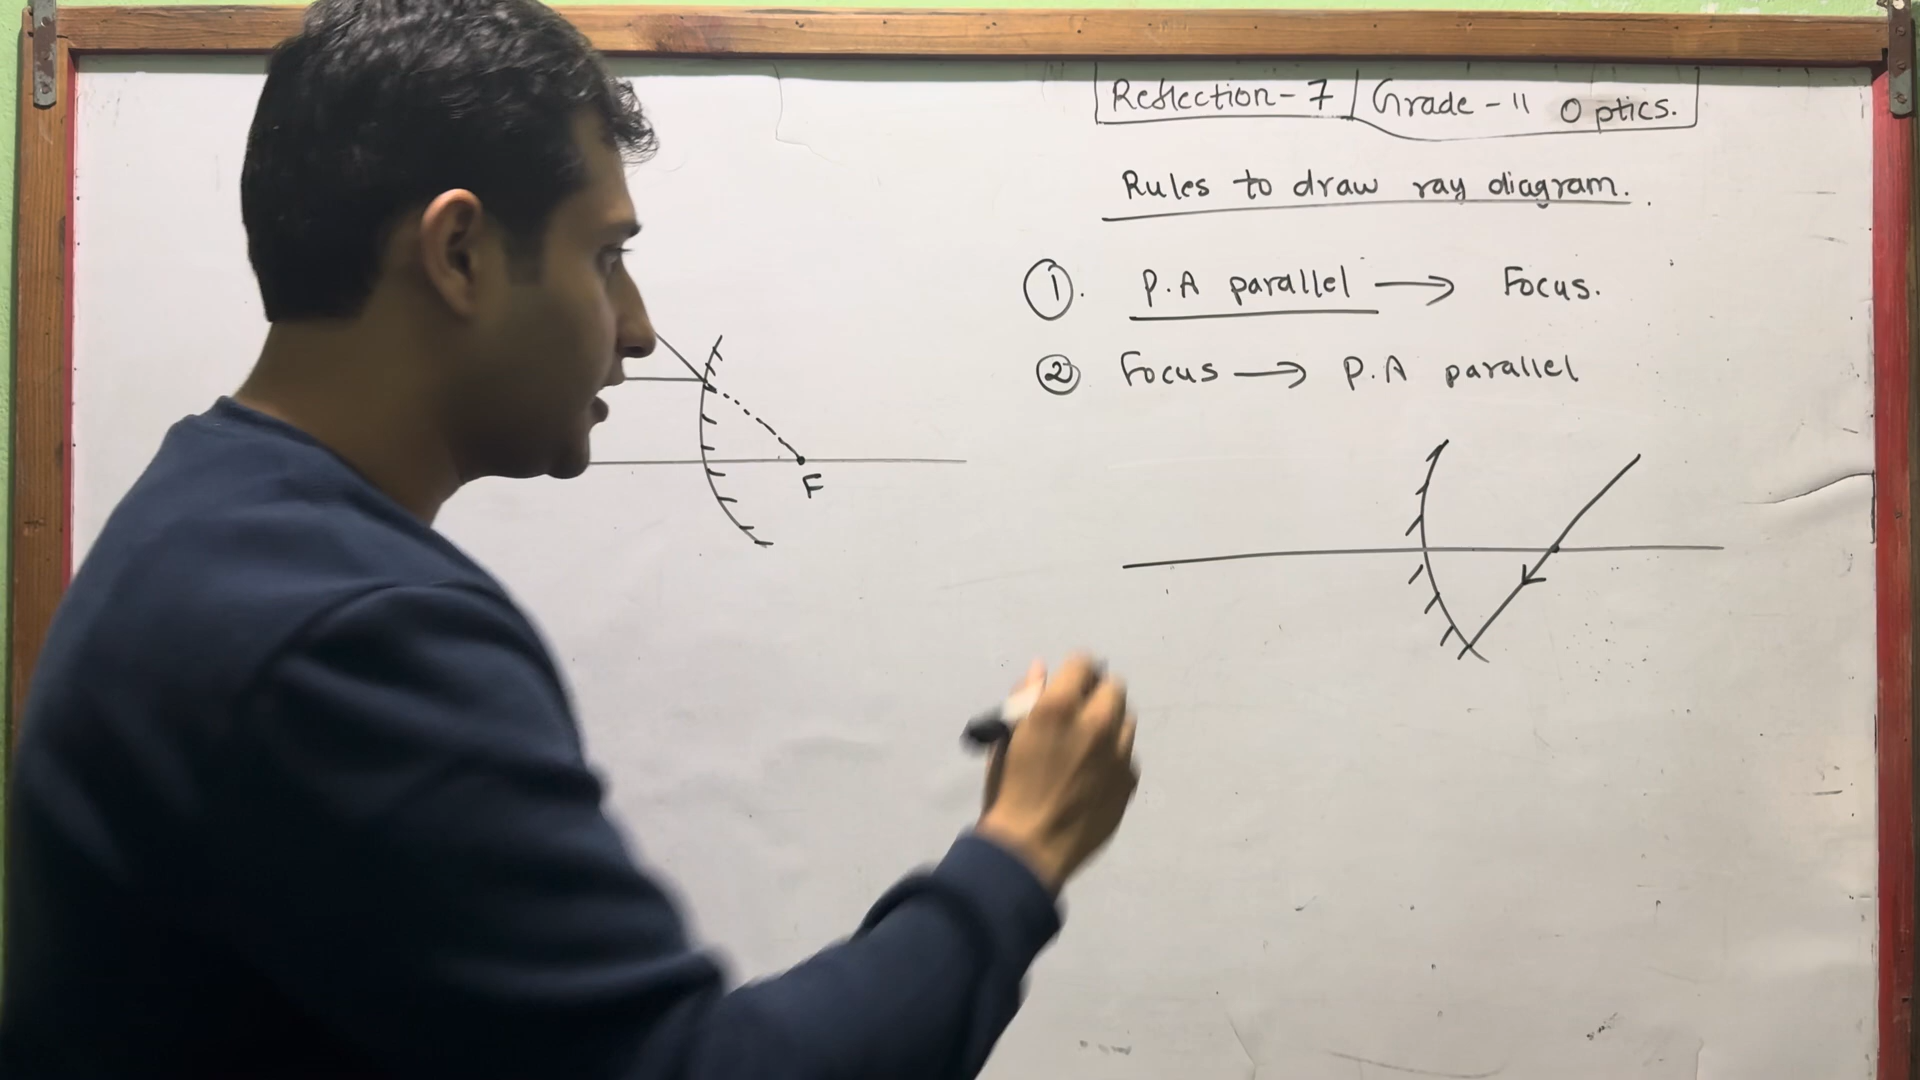 Reflection - 7 | Grade - 11 Optics.
Rules to draw ray diagram.
①. P.A parallel → Focus.
② Focus → P.A parallel
F